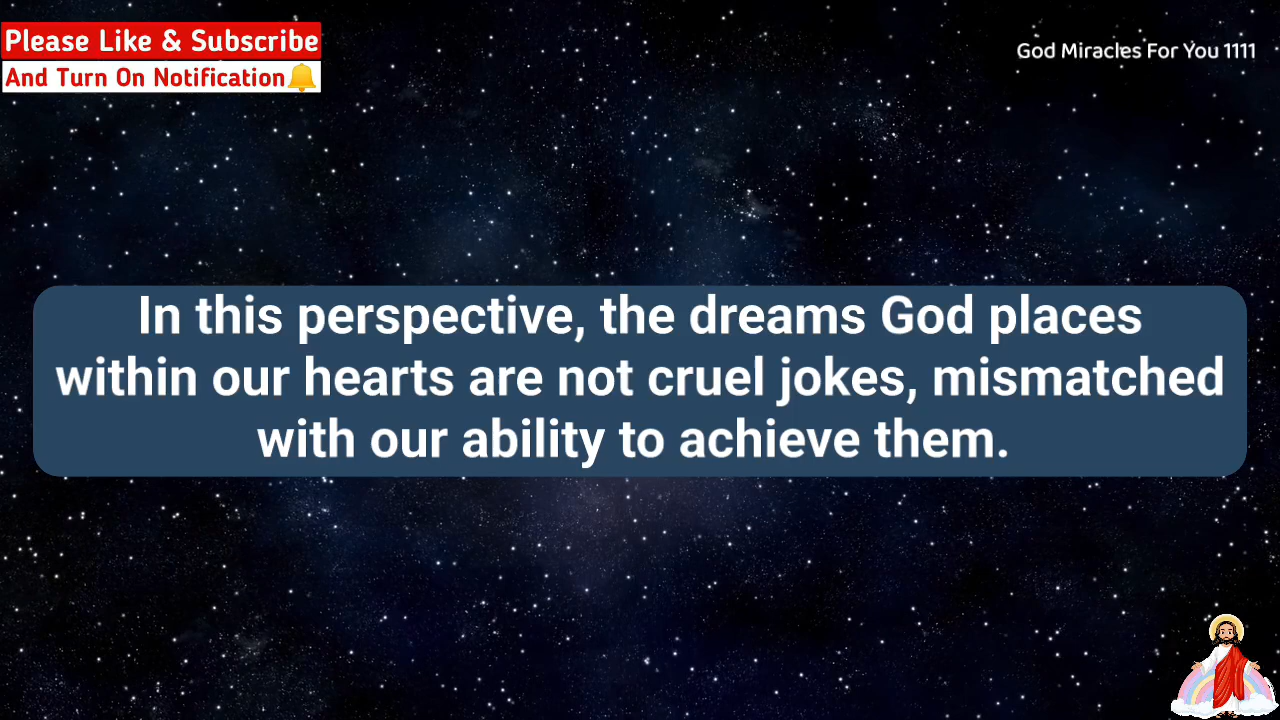 Please Like & Subscribe
And Turn On Notification
God Miracles For You 1111
In this perspective, the dreams God places
within our hearts are not cruel jokes, mismatched
with our ability to achieve them.